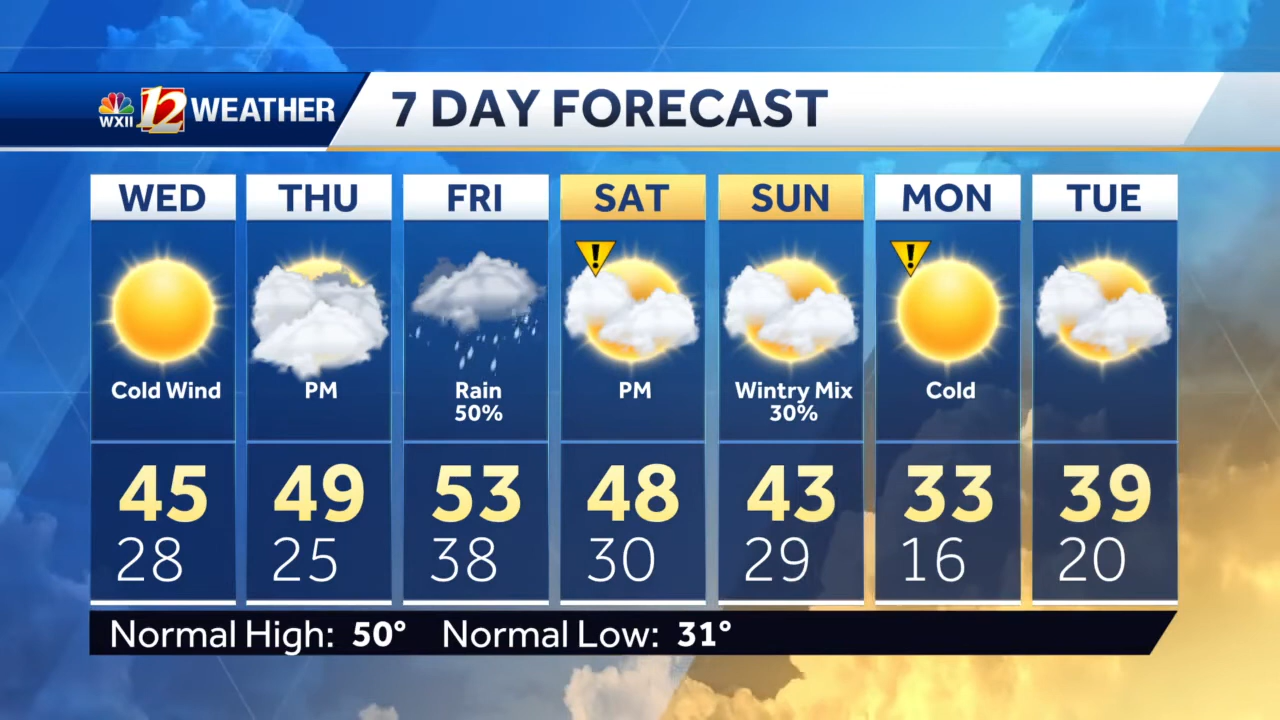 WXII 12 WEATHER
7 DAY FORECAST
WED THU FRI SAT SUN MON TUE
! !
Cold Wind PM Rain PM Wintry Mix Cold
50% 30%
45 49 53 48 43 33 39
28 25 38 30 29 16 20
Normal High: 50° Normal Low: 31°